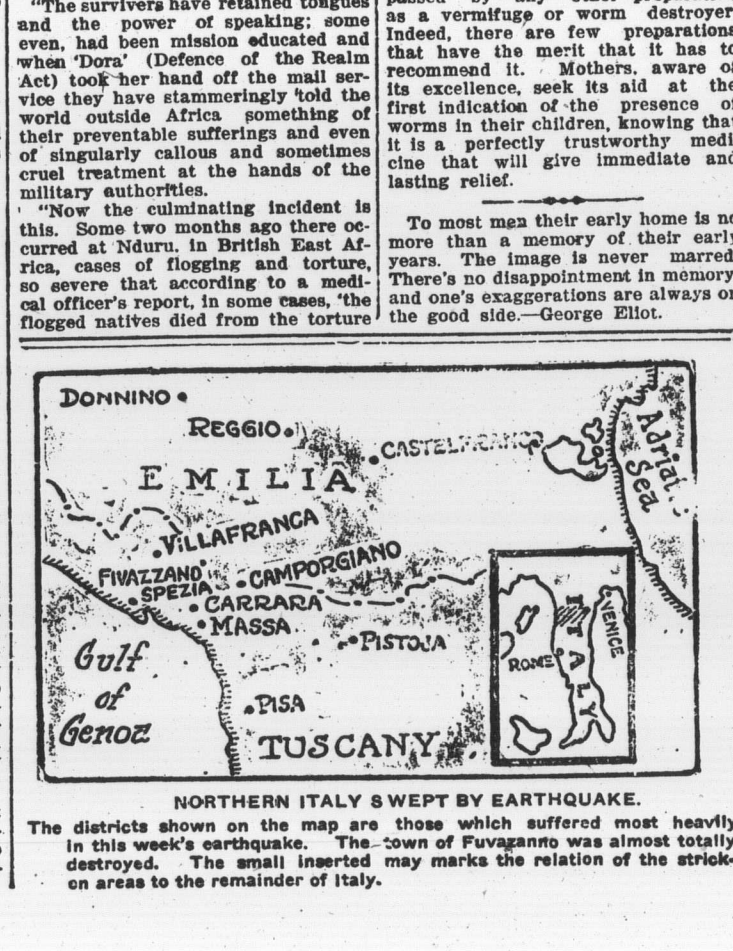 "The survivers have retained tongues
and the power of speaking; some
even, had been mission educated and
when 'Dora' (Defence of the Realm
Act) took her hand off the mail ser-
vice they have stammeringly 'told the
world outside Africa something of
their preventable sufferings and even
of singularly callous and sometimes
cruel treatment at the hands of the
military authorities.
"Now the culminating incident is
this. Some two months ago there oc-
curred at Nduru. in British East Af-
rica, cases of flogging and torture,
so severe that according to a medi-
cal officer's report, in some cases, 'the
flogged natives died from the torture
as a vermifuge or worm destroyer
Indeed, there are few preparations
that have the merit that it has to
recommend it. Mothers, aware of
its excellence, seek its aid at the
first indication of the presence of
worms in their children, knowing that
it is a perfectly trustworthy medi
cine that will give immediate and
lasting relief.
To most men their early home is no
more than a memory of their early
years. The image is never marred
There's no disappointment in memory
and one's exaggerations are always on
the good side.—George Eliot.
DONNINO
REGGIO
CASTELFRANCO
Adriat.
Sea
EMILIA
VILLAFRANCA
FIVAZZANO
CAMPORGIANO
SPEZIA
CARRARA
MASSA
PISTOJA
Gulf
of
Genoa
PISA
TUSCANY
ITALY
VENICE
ROME
NORTHERN ITALY SWEPT BY EARTHQUAKE.
The districts shown on the map are those which suffered most heavily
in this week's earthquake. The town of Fuvazanno was almost totally
destroyed. The small inserted may marks the relation of the strick-
en areas to the remainder of Italy.